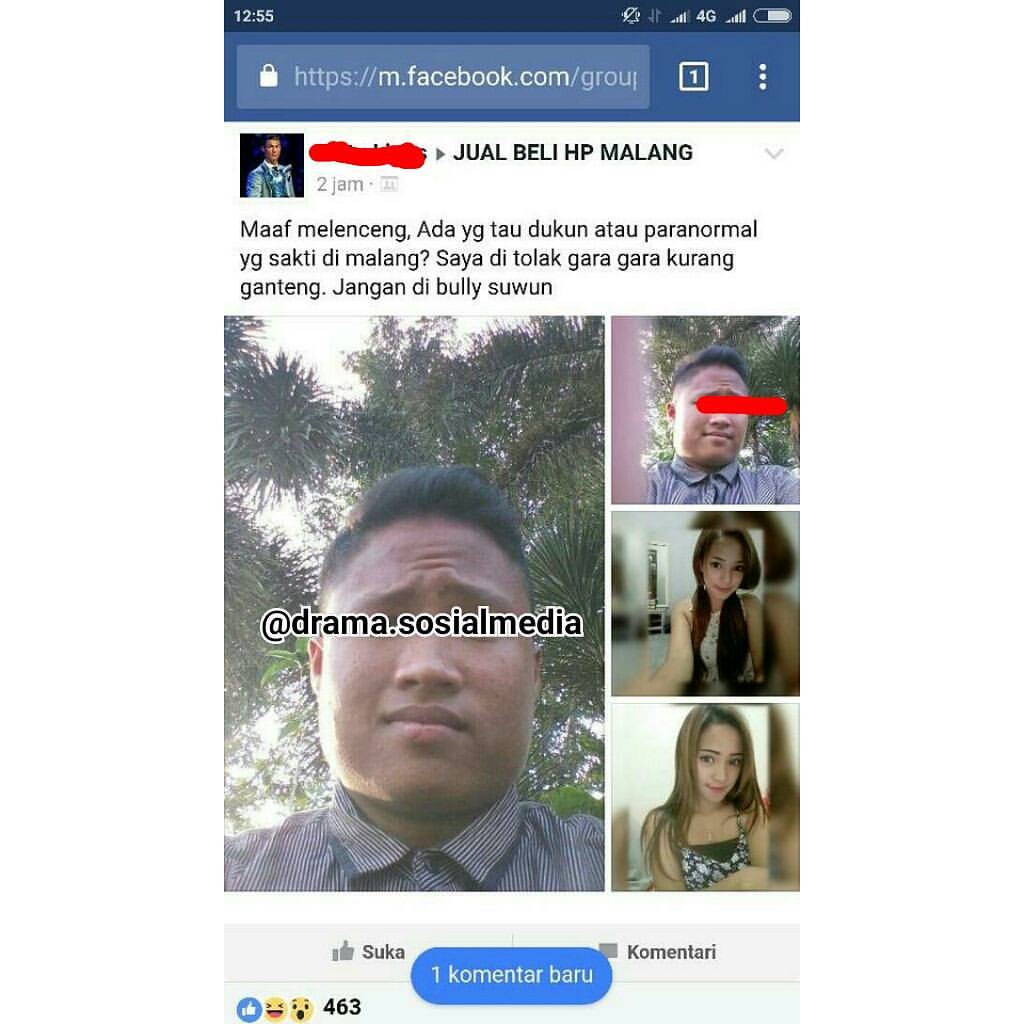 12:55
4G
https://m.facebook.com/group
1
JUAL BELI HP MALANG
2 jam
Maaf melenceng, Ada yg tau dukun atau paranormal
yg sakti di malang? Saya di tolak gara gara kurang
ganteng. Jangan di bully suwun
@drama.sosialmedia
Suka
Komentari
1 komentar baru
463